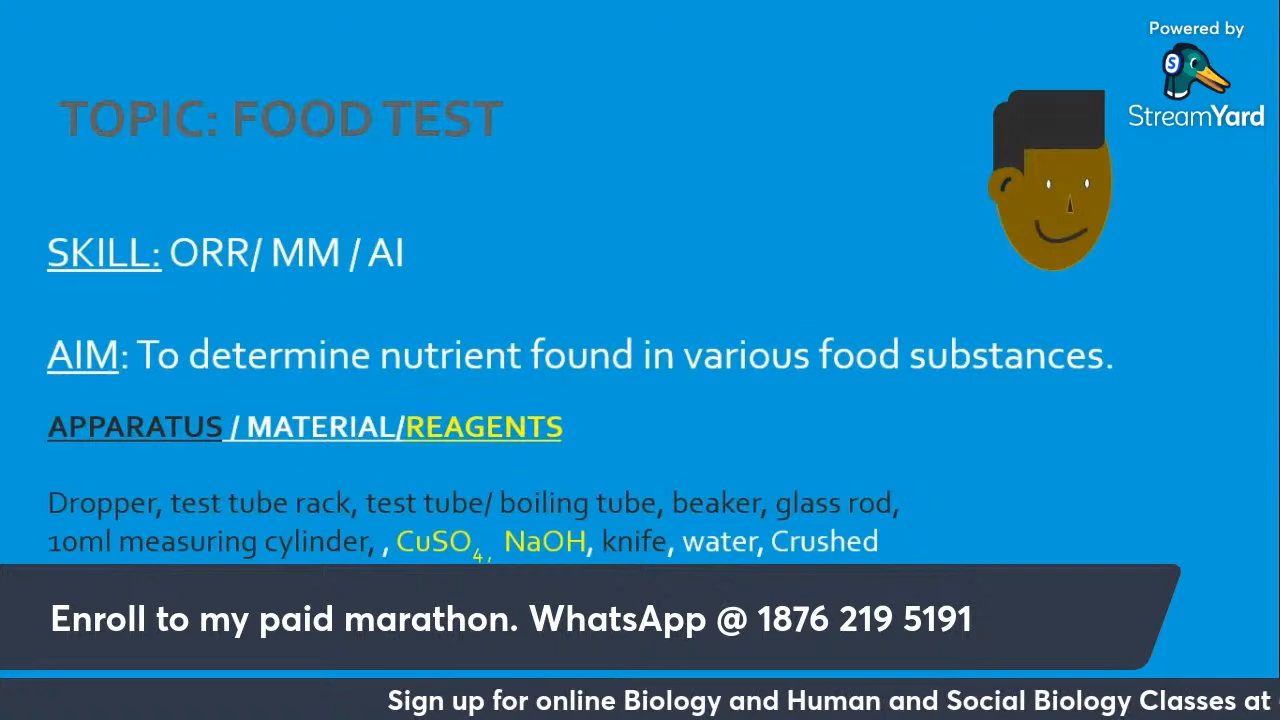 Powered by
S
StreamYard
TOPIC: FOOD TEST
SKILL: ORR/ MM / AI
AIM: To determine nutrient found in various food substances.
APPARATUS / MATERIAL/REAGENTS
Dropper, test tube rack, test tube/ boiling tube, beaker, glass rod,
10ml measuring cylinder, , CuSO4, NaOH, knife, water, Crushed
Enroll to my paid marathon. WhatsApp @ 1876 219 5191
Sign up for online Biology and Human and Social Biology Classes at